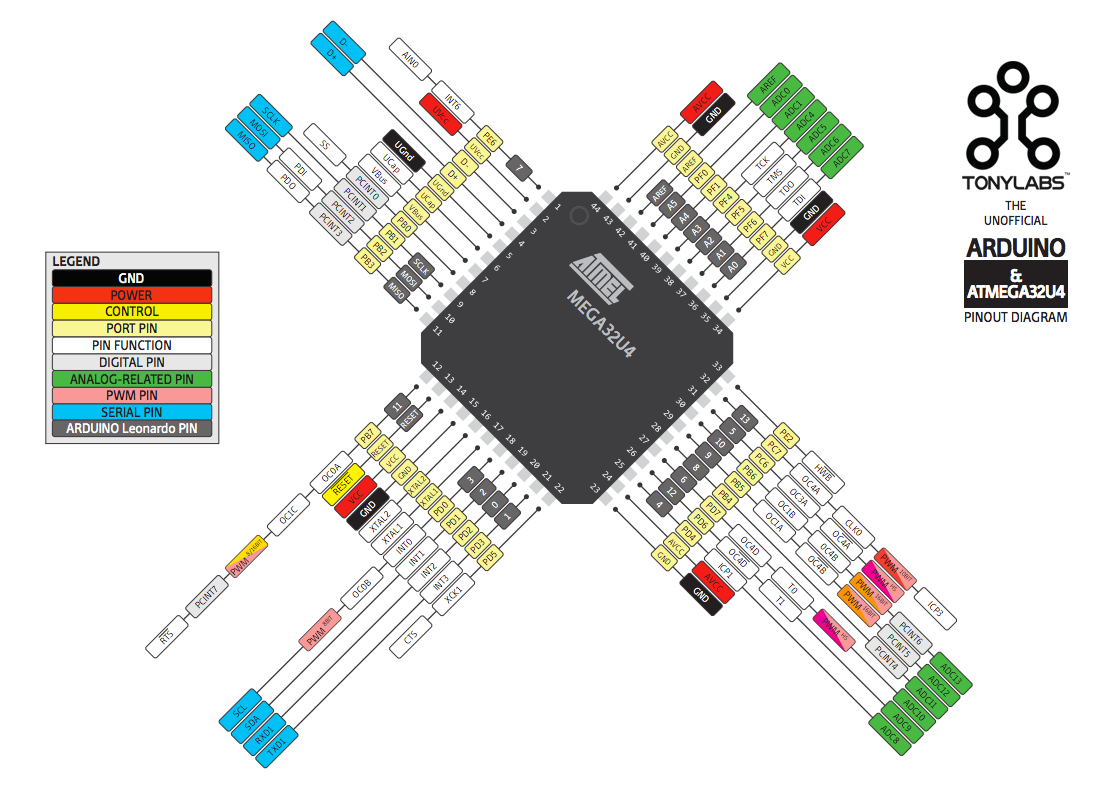 D-
D+
AIN0
INT6
UVcc
PE6
UVcc
D-
D+
UGnd
UCap
VBus
PB0
PB1
PB2
PB3
7
SCLK
MOSI
MISO
SS
PDI
PDO
UGnd
UCap
VBus
PCINT0
PCINT1
PCINT2
PCINT3
SCLK
MOSI
MISO
AVCC
GND
AREF
ADC0
ADC1
ADC4
ADC5
ADC6
ADC7
TCK
TMS
TDO
TDI
GND
VCC
AVCC
GND
AREF
PF0
PF1
PF4
PF5
PF6
PF7
GND
VCC
AREF
A5
A4
A3
A2
A1
A0
TONYLABS™
THE
UNOFFICIAL
ARDUINO
&
ATMEGA32U4
PINOUT DIAGRAM
LEGEND
GND
POWER
CONTROL
PORT PIN
PIN FUNCTION
DIGITAL PIN
ANALOG-RELATED PIN
PWM PIN
SERIAL PIN
ARDUINO Leonardo PIN
ATMEL
MEGA32U4
1
2
3
4
5
6
7
8
9
10
11
12
13
14
15
16
17
18
19
20
21
22
23
24
25
26
27
28
29
30
31
32
33
34
35
36
37
38
39
40
41
42
43
44
11
RESET
3
2
0
1
PB7
RESET
VCC
GND
XTAL2
XTAL1
PD0
PD1
PD2
PD3
PD5
OC0A
RESET
VCC
GND
XTAL2
XTAL1
INT0
INT1
INT2
INT3
XCK1
OC1C
PWM 8/16BIT
PCINT7
RTS
OC0B
PWM 8BIT
CTS
SCL
SDA
RXD1
TXD1
13
5
10
9
8
6
12
4
PE2
PC7
PC6
PB6
PB5
PB4
PD7
PD6
PD4
AVCC
GND
HWB
OC4A
OC3A
OC1B
OC1A
OC4D
OC4D
ICP1
AVCC
GND
CLK0
OC4A
OC4B
OC4B
T0
T1
PWM 16BIT
PWM HS
PWM 16BIT
PWM 16BIT
PWM HS
ICP3
PCINT6
PCINT5
PCINT4
ADC13
ADC12
ADC11
ADC10
ADC9
ADC8